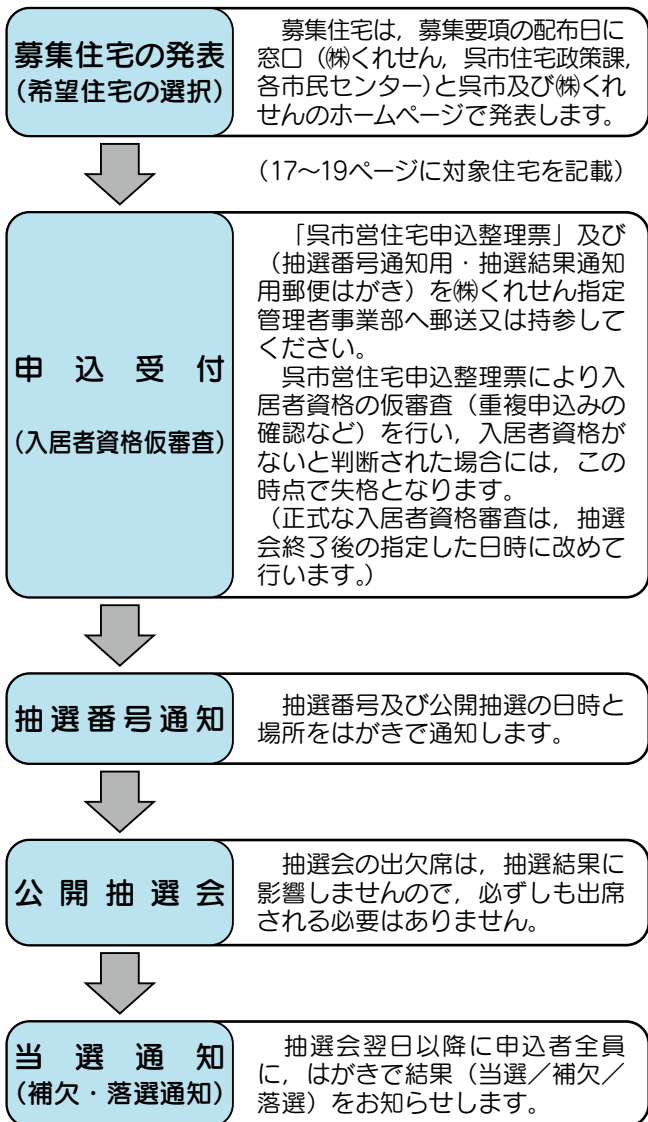 募集住宅の発表
(希望住宅の選択)
　募集住宅は，募集要項の配布日に
窓口（㈱くれせん，呉市住宅政策課，
各市民センター）と呉市及び㈱くれ
せんのホームページで発表します。
（17～19ページに対象住宅を記載）
申込受付
(入居者資格仮審査)
　「呉市営住宅申込整理票」及び
（抽選番号通知用・抽選結果通知
用郵便はがき）を㈱くれせん指定
管理者事業部へ郵送又は持参して
ください。
　呉市営住宅申込整理票により入
居者資格の仮審査（重複申込みの
確認など）を行い，入居者資格が
ないと判断された場合には，この
時点で失格となります。
（正式な入居者資格審査は，抽選
会終了後の指定した日時に改めて
行います。）
抽選番号通知
　抽選番号及び公開抽選の日時と
場所をはがきで通知します。
公開抽選会
　抽選会の出欠席は，抽選結果に
影響しませんので，必ずしも出席
される必要はありません。
当選通知
(補欠・落選通知)
　抽選会翌日以降に申込者全員
に，はがきで結果（当選／補欠／
落選）をお知らせします。